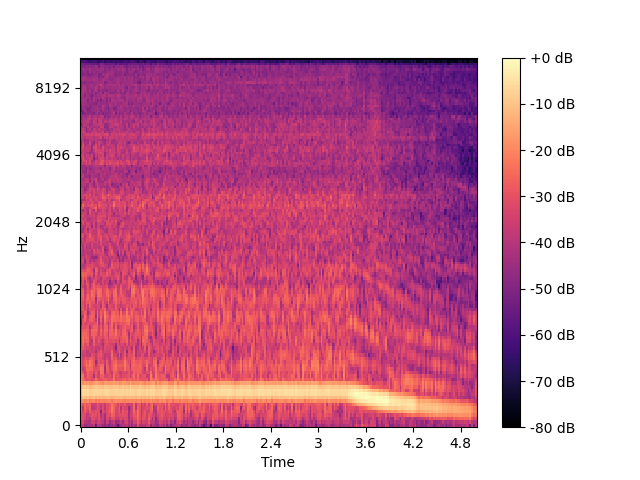 +0 dB
8192
-10 dB
4096
-20 dB
-30 dB
2048
Hz
-40 dB
1024
-50 dB
512
-60 dB
-70 dB
0
-80 dB
0 0.6 1.2 1.8 2.4 3 3.6 4.2 4.8
Time